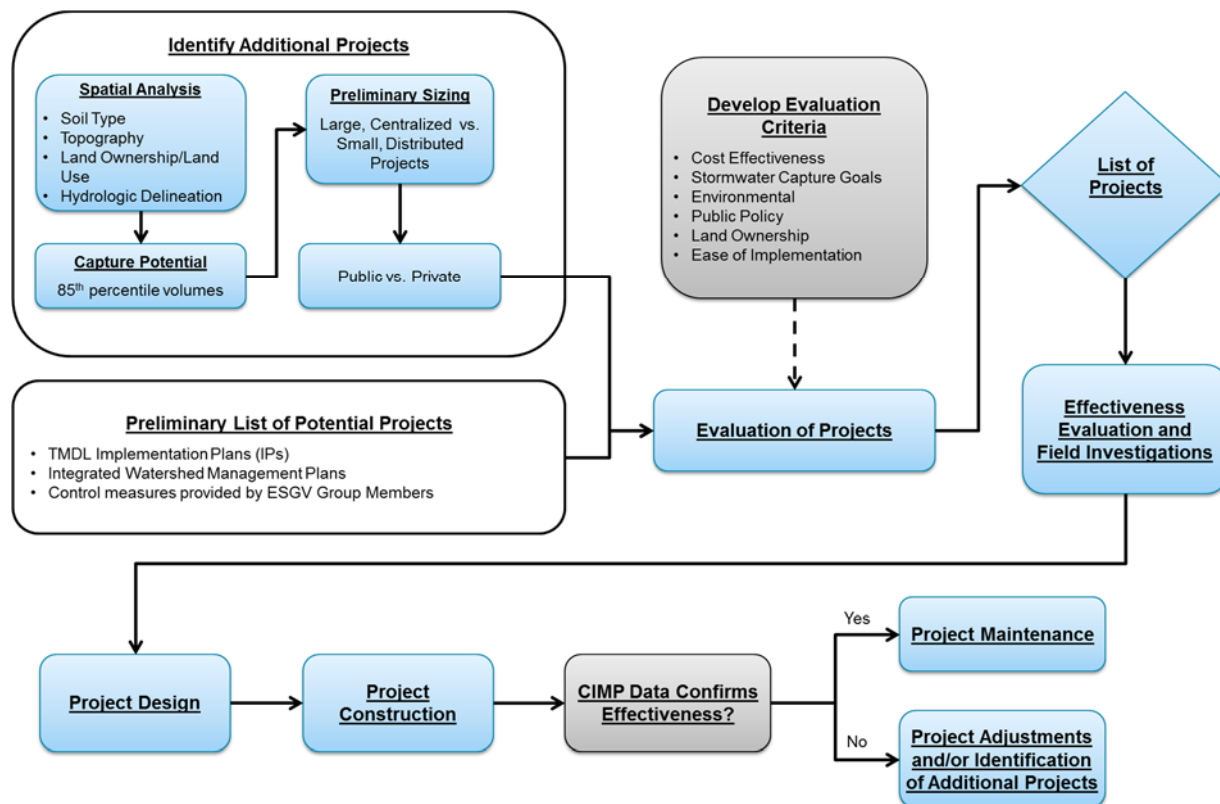 Identify Additional Projects
Spatial Analysis
• Soil Type
• Topography
• Land Ownership/Land
Use
• Hydrologic Delineation
Capture Potential
85th percentile volumes
Preliminary Sizing
Large, Centralized vs.
Small, Distributed
Projects
Public vs. Private
Preliminary List of Potential Projects
• TMDL Implementation Plans (IPs)
• Integrated Watershed Management Plans
• Control measures provided by ESGV Group Members
Develop Evaluation
Criteria
• Cost Effectiveness
• Stormwater Capture Goals
• Environmental
• Public Policy
• Land Ownership
• Ease of Implementation
Evaluation of Projects
List of
Projects
Effectiveness
Evaluation and
Field Investigations
Project Design
Project
Construction
CIMP Data Confirms
Effectiveness?
Yes
Project Maintenance
No
Project Adjustments
and/or Identification
of Additional Projects